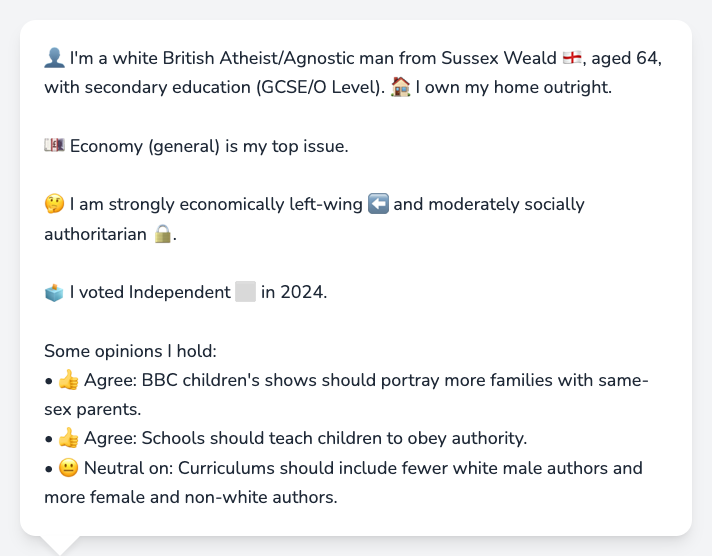 👤 I'm a white British Atheist/Agnostic man from Sussex Weald 🏴󠁧󠁢󠁥󠁮󠁧󠁿, aged 64,
with secondary education (GCSE/O Level). 🏠 I own my home outright.
💷 Economy (general) is my top issue.
🤔 I am strongly economically left-wing ⬅️ and moderately socially
authoritarian 🔒.
🗳️ I voted Independent ⬜ in 2024.
Some opinions I hold:
• 👍 Agree: BBC children's shows should portray more families with same-
sex parents.
• 👍 Agree: Schools should teach children to obey authority.
• 😐 Neutral on: Curriculums should include fewer white male authors and
more female and non-white authors.